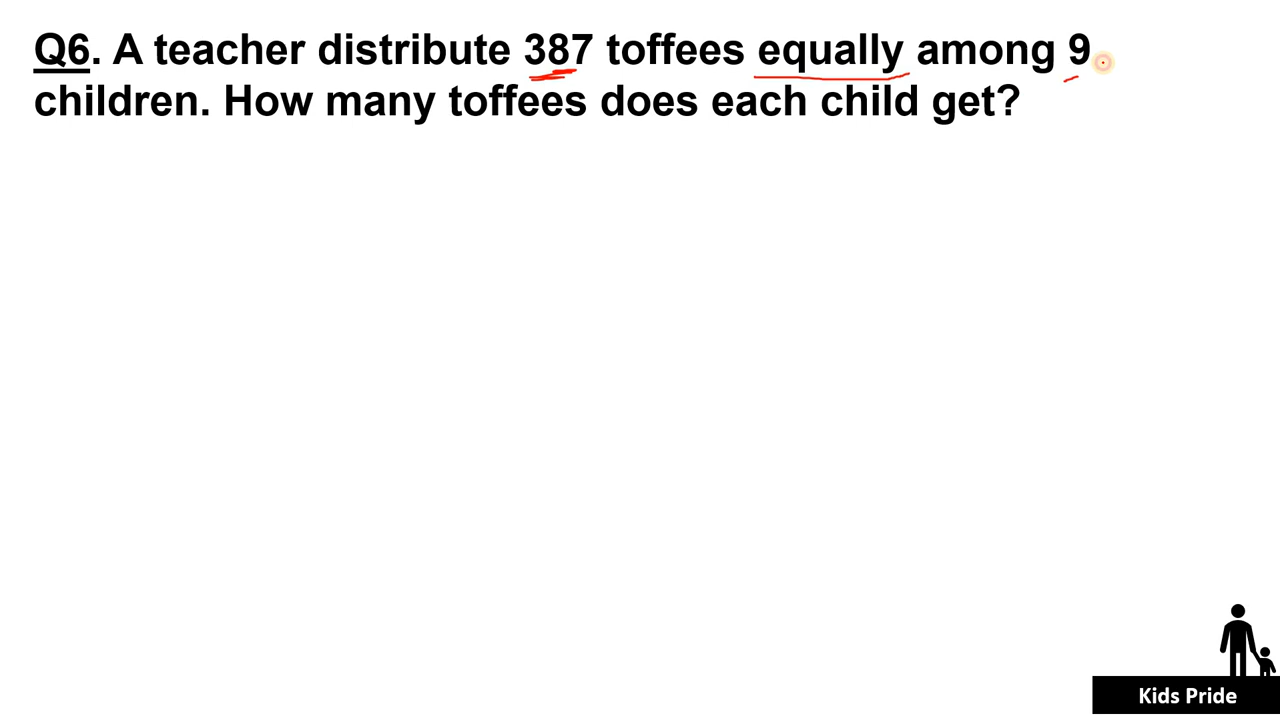 Q6. A teacher distribute 387 toffees equally among 9
children. How many toffees does each child get?
Kids Pride